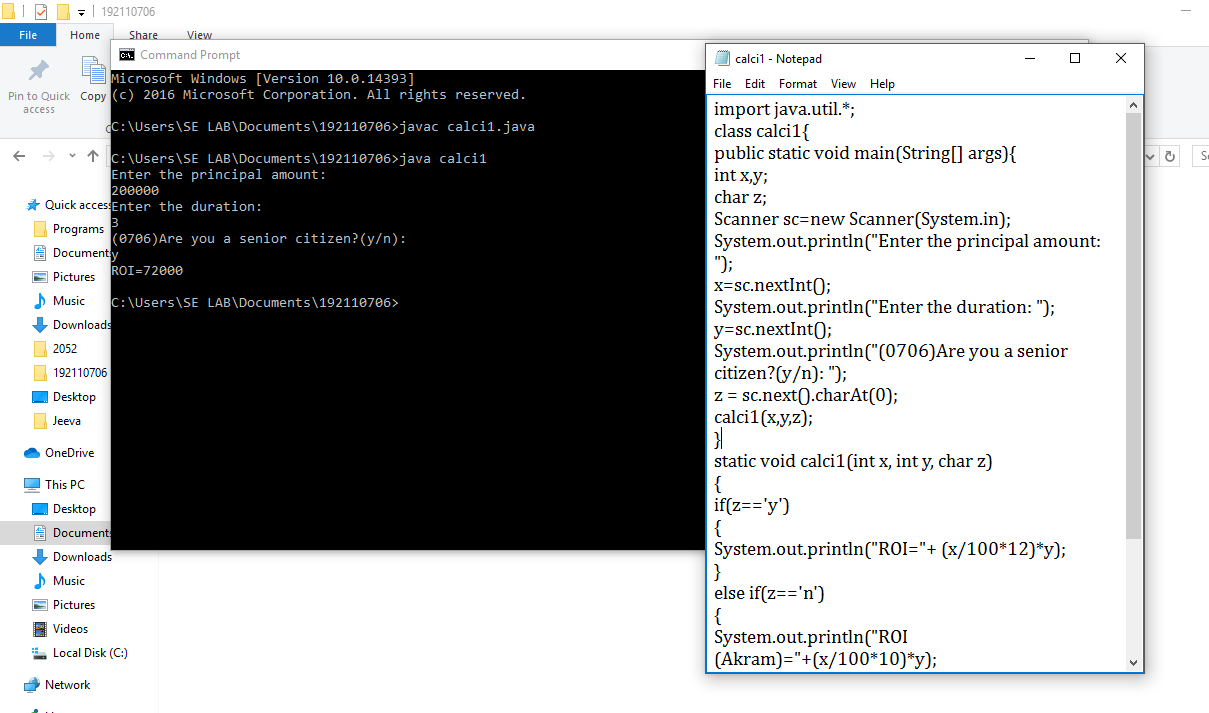 192110706
File
Home
Share
View
Pin to Quick
access
Copy
Quick access
Programs
Documents
Pictures
Music
Downloads
2052
192110706
Desktop
Jeeva
OneDrive
This PC
Desktop
Documents
Downloads
Music
Pictures
Videos
Local Disk (C:)
Network
Command Prompt
Microsoft Windows [Version 10.0.14393]
(c) 2016 Microsoft Corporation. All rights reserved.
C:\Users\SE LAB\Documents\192110706>javac calci1.java
C:\Users\SE LAB\Documents\192110706>java calci1
Enter the principal amount:
200000
Enter the duration:
3
(0706)Are you a senior citizen?(y/n):
y
ROI=72000
C:\Users\SE LAB\Documents\192110706>
calci1 - Notepad
File Edit Format View Help
import java.util.*;
class calci1{
public static void main(String[] args){
int x,y;
char z;
Scanner sc=new Scanner(System.in);
System.out.println("Enter the principal amount:
");
x=sc.nextInt();
System.out.println("Enter the duration: ");
y=sc.nextInt();
System.out.println("(0706)Are you a senior
citizen?(y/n): ");
z = sc.next().charAt(0);
calci1(x,y,z);
}
static void calci1(int x, int y, char z)
{
if(z=='y')
{
System.out.println("ROI="+ (x/100*12)*y);
}
else if(z=='n')
{
System.out.println("ROI
(Akram)="+(x/100*10)*y);